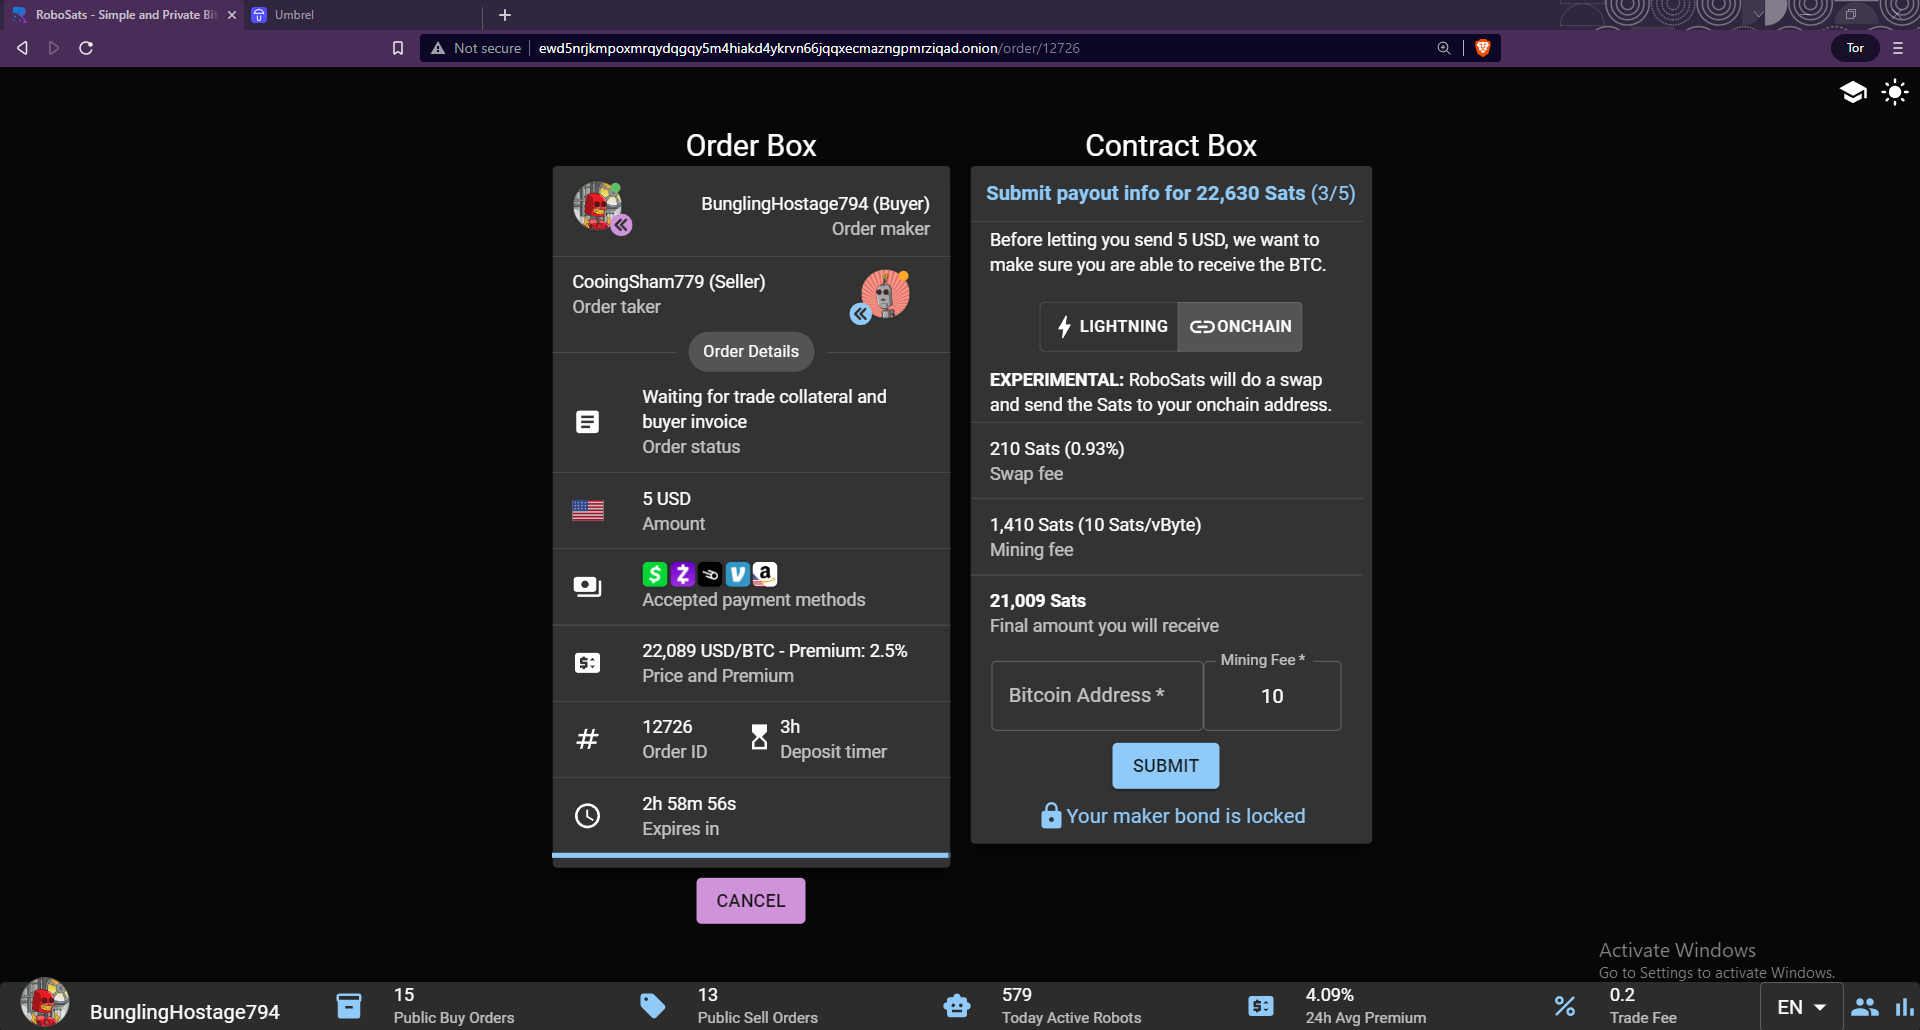 RoboSats - Simple and Private Bit
Umbrel
Not secure
ewd5nrjkmpoxmrqydqgqy5m4hiakd4ykrvn66jqqxecmazngpmrziqad.onion/order/12726
Tor
Order Box
BunglingHostage794 (Buyer)
Order maker
CooingSham779 (Seller)
Order taker
Order Details
Waiting for trade collateral and
buyer invoice
Order status
5 USD
Amount
Accepted payment methods
22,089 USD/BTC - Premium: 2.5%
Price and Premium
12726
Order ID
3h
Deposit timer
2h 58m 56s
Expires in
CANCEL
Contract Box
Submit payout info for 22,630 Sats (3/5)
Before letting you send 5 USD, we want to
make sure you are able to receive the BTC.
LIGHTNING
ONCHAIN
EXPERIMENTAL: RoboSats will do a swap
and send the Sats to your onchain address.
210 Sats (0.93%)
Swap fee
1,410 Sats (10 Sats/vByte)
Mining fee
21,009 Sats
Final amount you will receive
Bitcoin Address *
Mining Fee *
10
SUBMIT
Your maker bond is locked
Activate Windows
Go to Settings to activate Windows.
BunglingHostage794
15
Public Buy Orders
13
Public Sell Orders
579
Today Active Robots
4.09%
24h Avg Premium
0.2
Trade Fee
EN